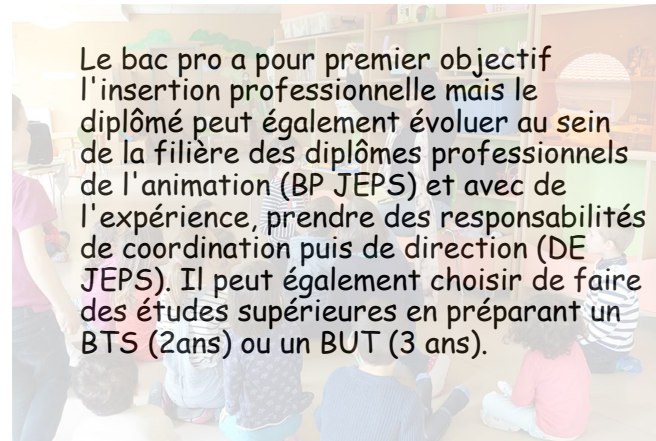 Le bac pro a pour premier objectif
l'insertion professionnelle mais le
diplômé peut également évoluer au sein
de la filière des diplômes professionnels
de l'animation (BP JEPS) et avec de
l'expérience, prendre des responsabilités
de coordination puis de direction (DE
JEPS). Il peut également choisir de faire
des études supérieures en préparant un
BTS (2ans) ou un BUT (3 ans).